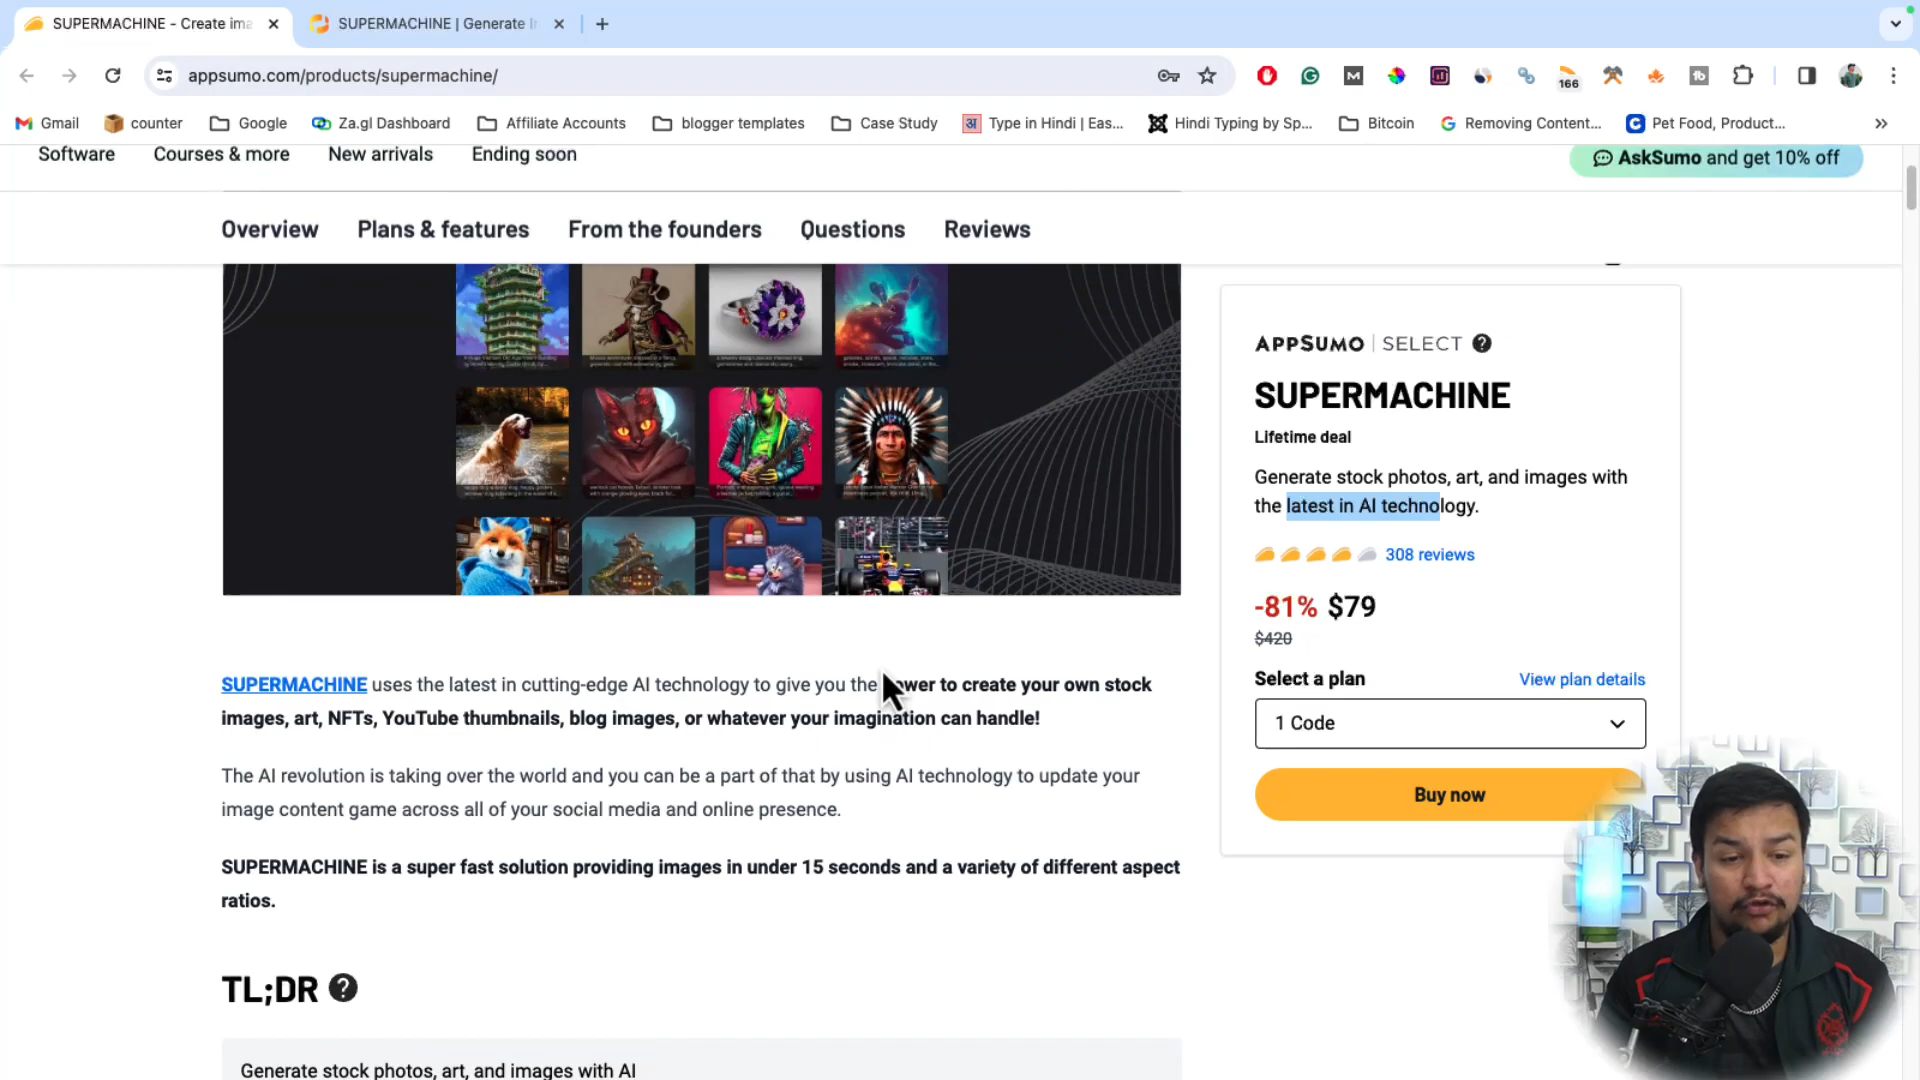 SUPERMACHINE - Create ima
SUPERMACHINE | Generate I
appsumo.com/products/supermachine/
166
Gmail
counter
Google
Za.gl Dashboard
Affiliate Accounts
blogger templates
Case Study
Type in Hindi | Eas...
Hindi Typing by Sp...
Bitcoin
Removing Content...
Pet Food, Product...
Software
Courses & more
New arrivals
Ending soon
AskSumo and get 10% off
Overview
Plans & features
From the founders
Questions
Reviews
APPSUMO | SELECT
SUPERMACHINE
Lifetime deal
Generate stock photos, art, and images with
the latest in AI technology.
308 reviews
-81% $79
$420
Select a plan
View plan details
1 Code
Buy now
SUPERMACHINE uses the latest in cutting-edge AI technology to give you the power to create your own stock
images, art, NFTs, YouTube thumbnails, blog images, or whatever your imagination can handle!
The AI revolution is taking over the world and you can be a part of that by using AI technology to update your
image content game across all of your social media and online presence.
SUPERMACHINE is a super fast solution providing images in under 15 seconds and a variety of different aspect
ratios.
TL;DR
Generate stock photos, art, and images with AI